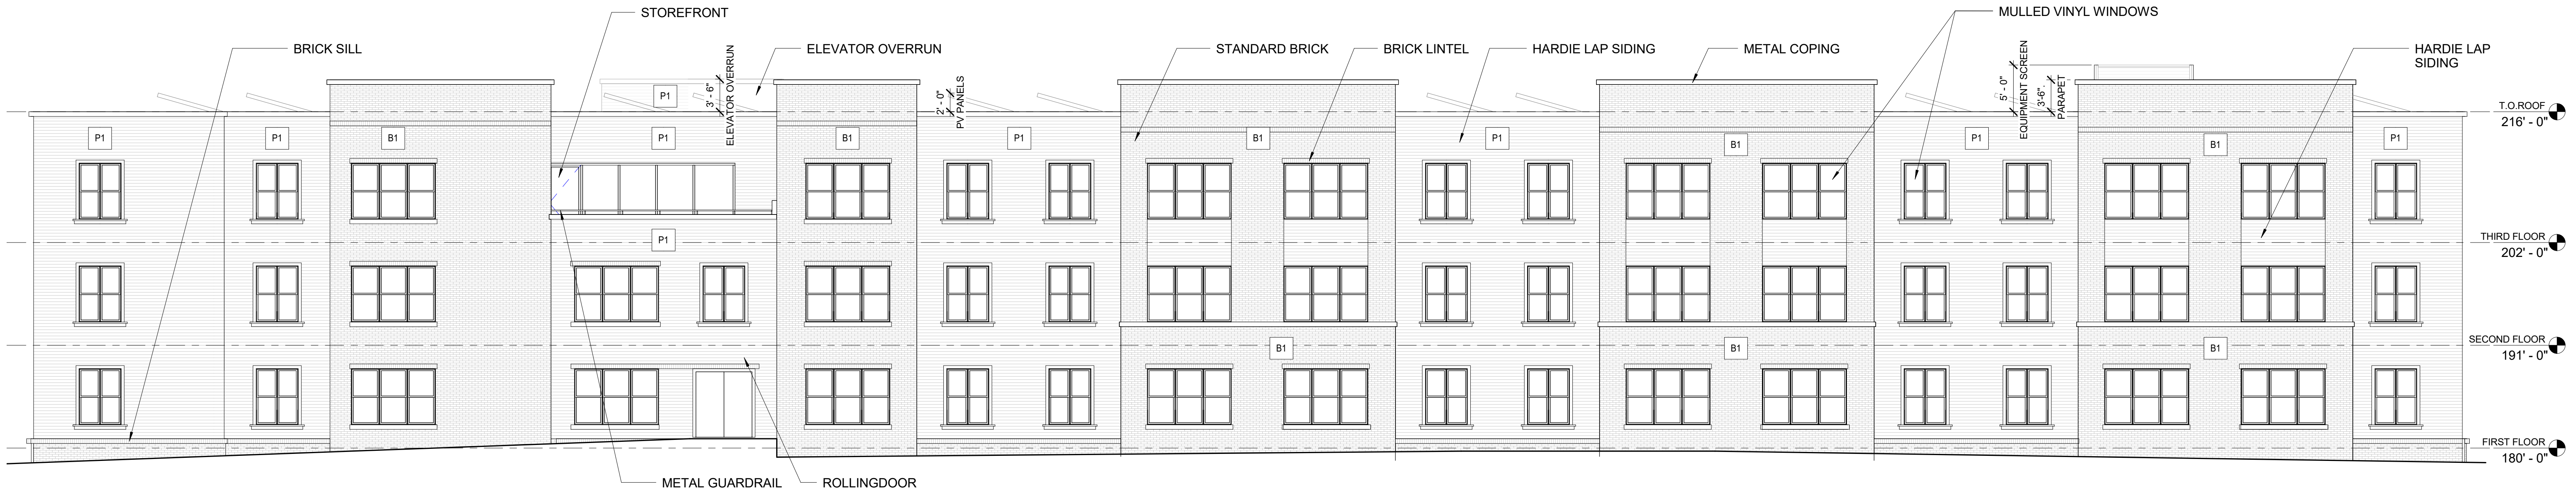 STOREFRONT
MULLED VINYL WINDOWS
BRICK SILL
ELEVATOR OVERRUN
STANDARD BRICK
BRICK LINTEL
HARDIE LAP SIDING
METAL COPING
HARDIE LAP
SIDING
3' - 6"
ELEVATOR OVERRUN
2' - 0"
PV PANELS
5' - 0"
EQUIPMENT SCREEN
3'-6".
PARAPET
P1
T.O.ROOF
216' - 0"
P1
P1
B1
P1
B1
P1
B1
P1
B1
P1
B1
P1
P1
THIRD FLOOR
202' - 0"
SECOND FLOOR
191' - 0"
B1
B1
B1
FIRST FLOOR
180' - 0"
METAL GUARDRAIL
ROLLINGDOOR